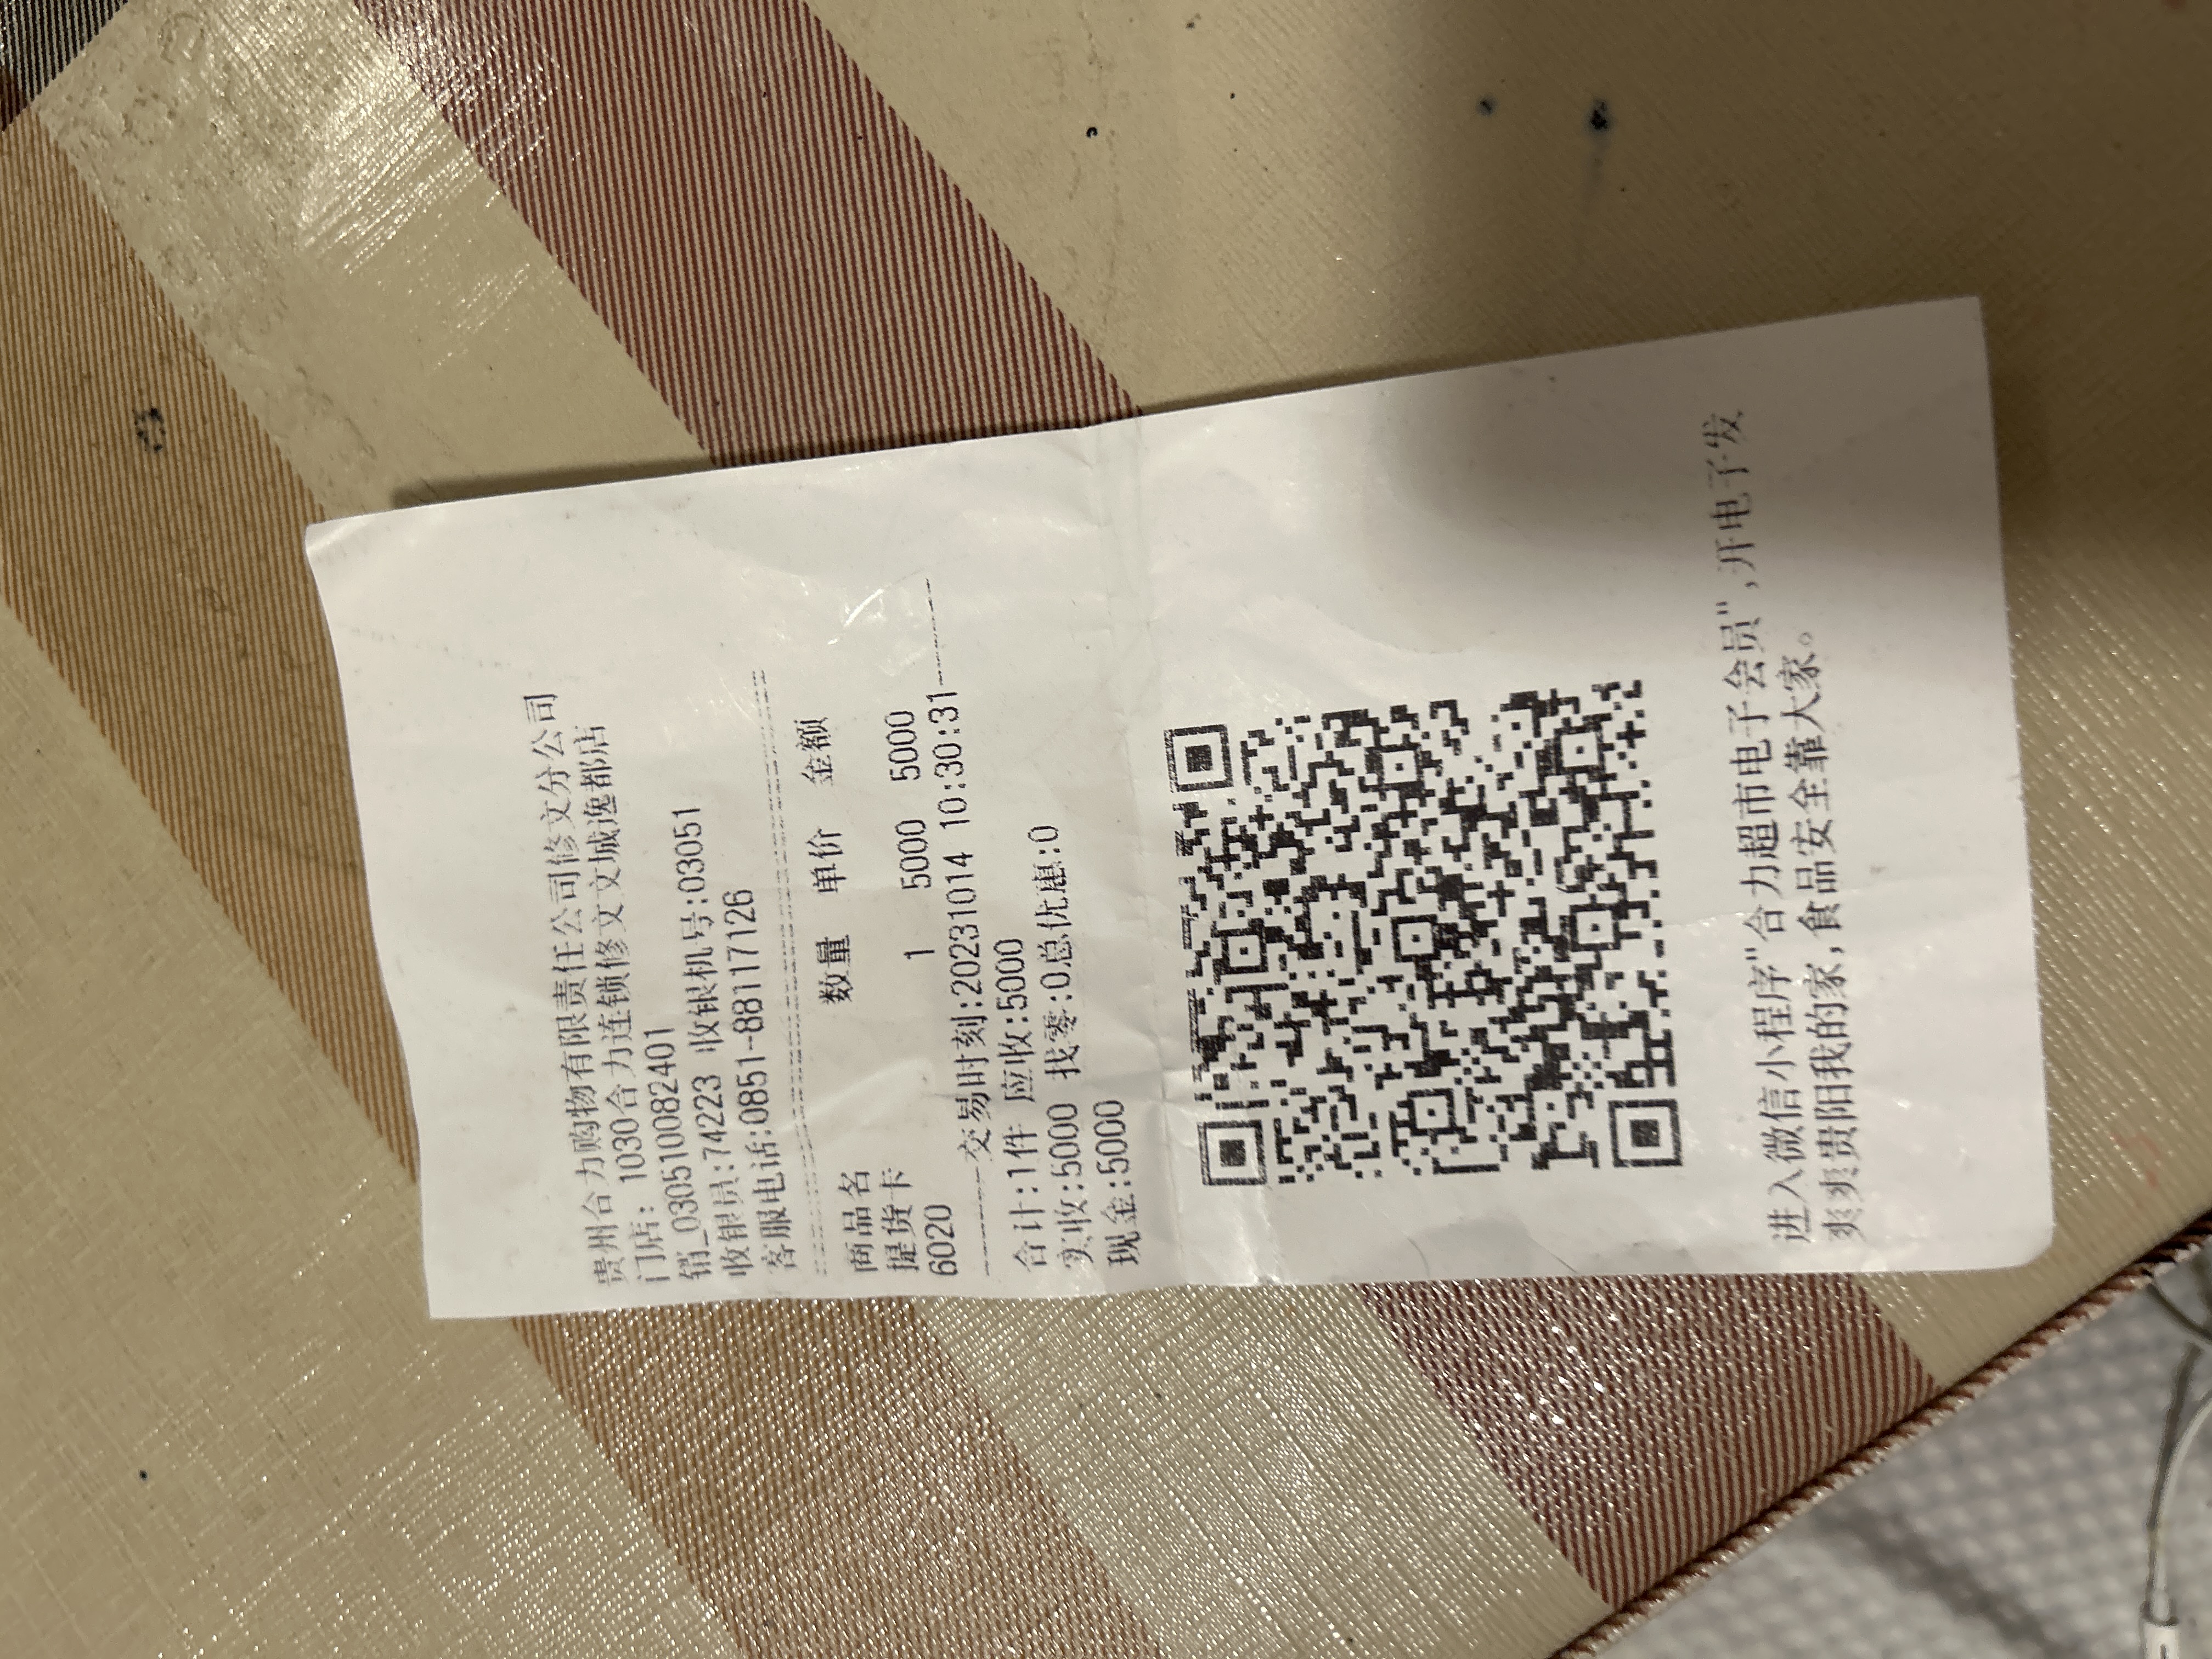 贵州合力购物有限责任公司修文分公司
门店: 1030合力连锁修文文城逸都店
销_030510082401
收银员:74223 收银机号:03051
客服电话:0851-88117126
商品名 数量 单价 金额
提货卡
6020 1 5000 5000
交易时刻:20231014 10:30:31
合计:1件 应收:5000
实收:5000 找零:0总优惠:0
现金:5000
进入微信小程序"合力超市电子会员",开电子发
爽爽贵阳我的家,食品安全靠大家。